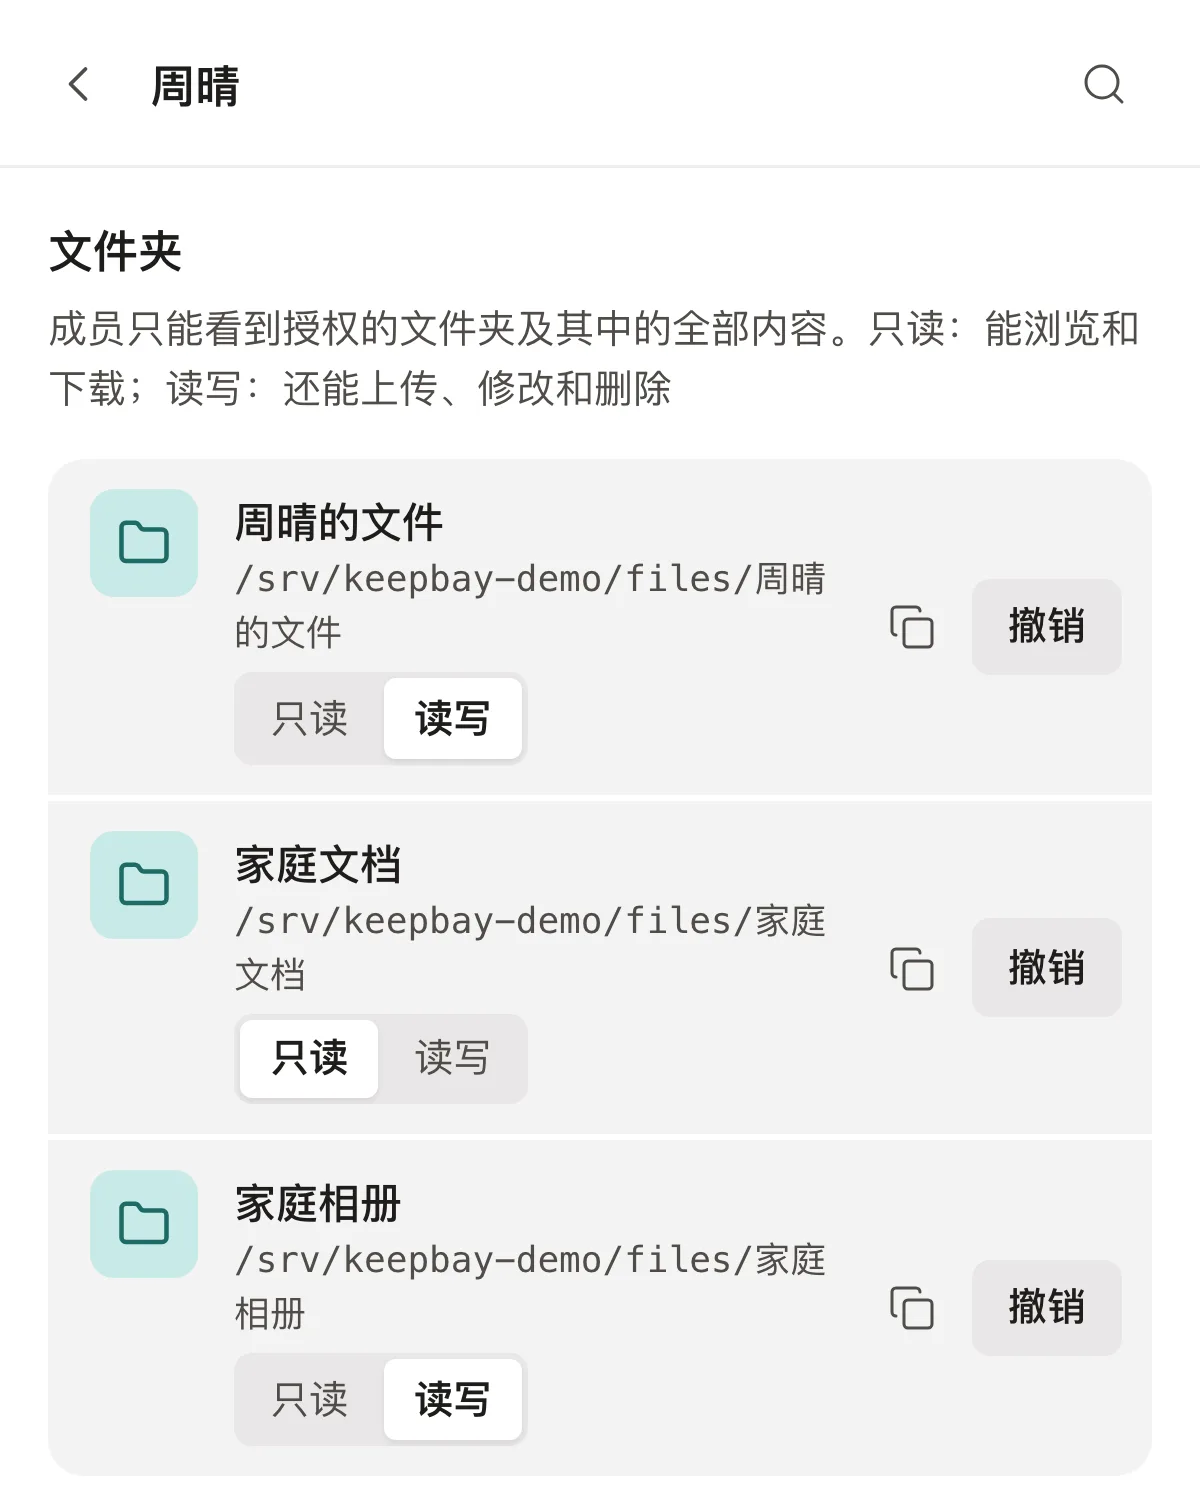 周晴
文件夹
成员只能看到授权的文件夹及其中的全部内容。只读：能浏览和
下载；读写：还能上传、修改和删除
周晴的文件
/srv/keepbay-demo/files/周晴
的文件
撤销
只读 读写
家庭文档
/srv/keepbay-demo/files/家庭
文档
撤销
只读 读写
家庭相册
/srv/keepbay-demo/files/家庭
相册
撤销
只读 读写